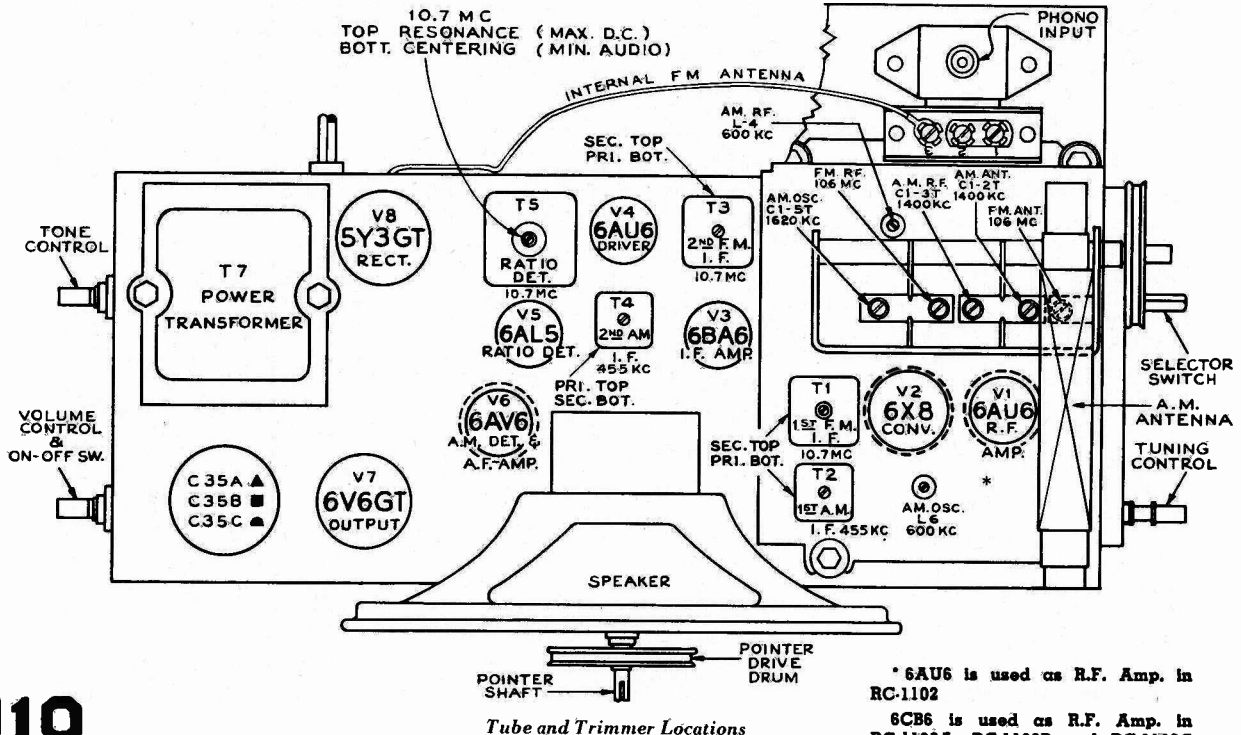 10.7 MC
TOP RESONANCE (MAX. D.C.)
BOTT. CENTERING (MIN. AUDIO)
INTERNAL FM ANTENNA
PHONO
INPUT
AM. RF.
L-4
600 KC
SEC. TOP
PRI. BOT.
FM. RF.
106 MC
AM. OSC.
C1-5T
1620 KC
A.M. R.F.
C1-3T
1400KC
AM. ANT.
C1-2T
1400KC
FM. ANT.
106 MC
TONE
CONTROL
T7
POWER
TRANSFORMER
V8
5Y3GT
RECT.
T5
RATIO
DET.
10.7 MC
V4
6AU6
DRIVER
T3
2ND F.M.
I.F.
10.7 MC
V5
6AL5
RATIO DET.
T4
2ND AM
I.F.
455 KC
V3
6BA6
I.F. AMP.
PRI. TOP
SEC. BOT.
SELECTOR
SWITCH
A.M.
ANTENNA
TUNING
CONTROL
VOLUME
CONTROL
&
ON-OFF SW.
C35A ▲
C35B ■
C35C
V7
6V6GT
OUTPUT
V6
6AV6
A.M. DET. &
A.F. AMP.
SEC. TOP
PRI. BOT.
T1
1ST F.M.
I.F.
10.7MC
T2
1ST A.M.
I.F. 455 KC
V2
6X8
CONV.
V1
6AU6
R.F.
AMP.
AM. OSC.
L6
600 KC
*
SPEAKER
POINTER
DRIVE
DRUM
POINTER
SHAFT
Tube and Trimmer Locations
* 6AU6 is used as R.F. Amp. in
RC-1102
6CB6 is used as R.F. Amp. in